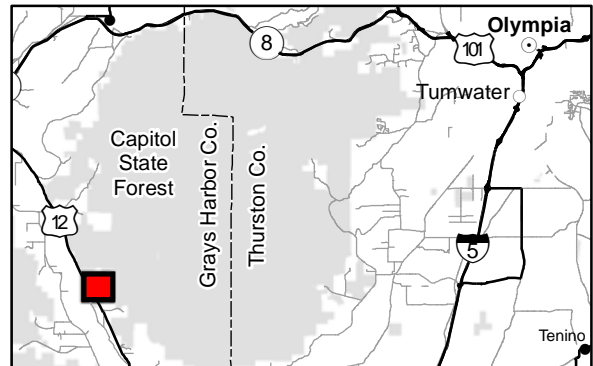 Olympia
101
8
Tumwater
Capitol
State
Forest
Grays Harbor Co.
Thurston Co.
12
5
Tenino